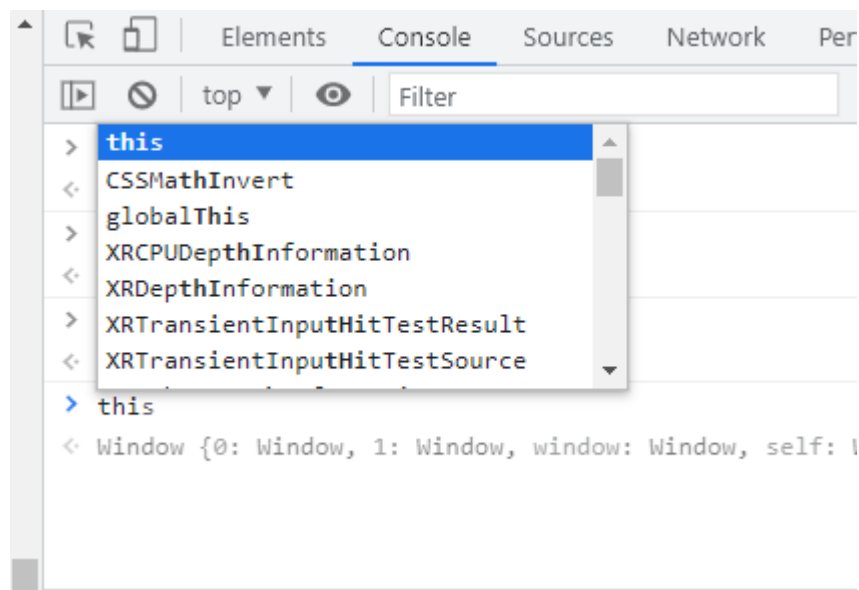 Elements Console Sources Network Per
top Filter
this
CSSMathInvert
globalThis
XRCPUDepthInformation
XRDepthInformation
XRTransientInputHitTestResult
XRTransientInputHitTestSource
this
Window {0: Window, 1: Window, window: Window, self: